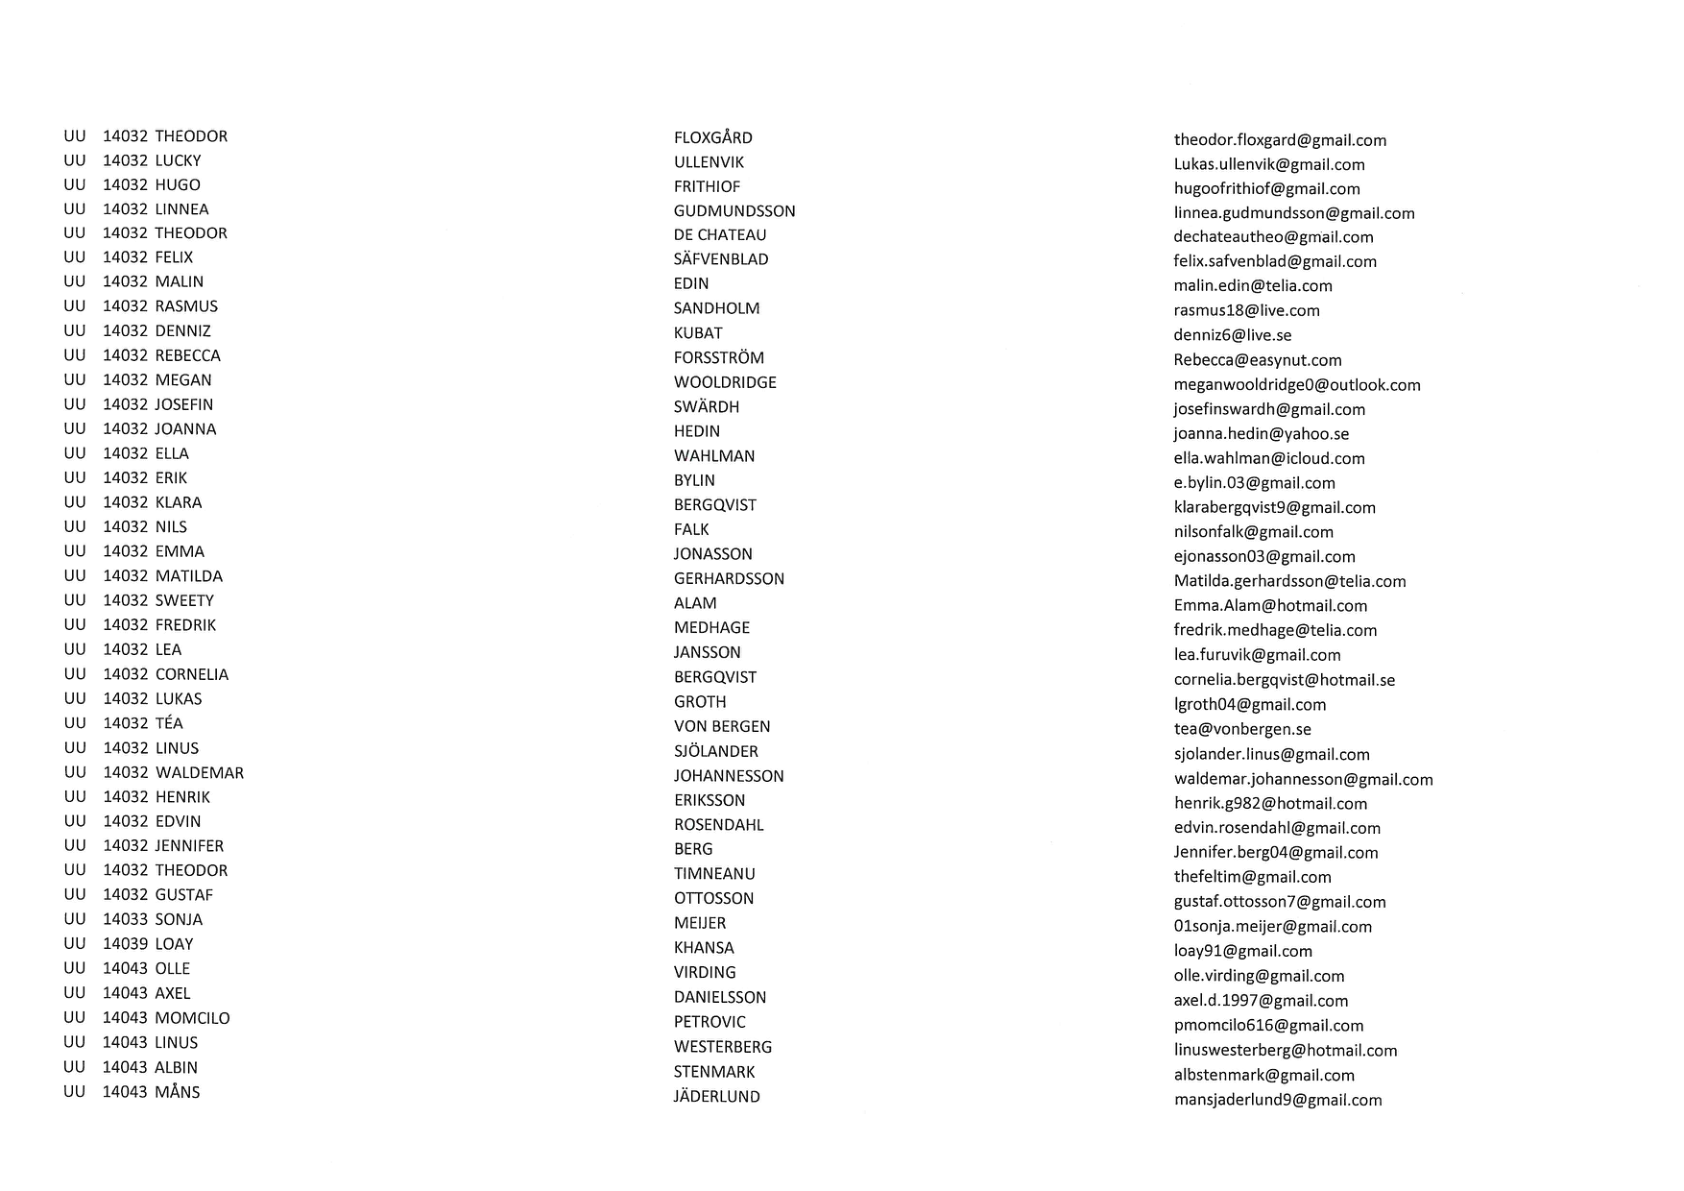 UU 14032 THEODOR FLOXGÅRD theodor.floxgard@gmail.com
UU 14032 LUCKY ULLENVIK Lukas.ullenvik@gmail.com
UU 14032 HUGO FRITHIOF hugoofrithiof@gmail.com
UU 14032 LINNEA GUDMUNDSSON linnea.gudmundsson@gmail.com
UU 14032 THEODOR DE CHATEAU dechateautheo@gmail.com
UU 14032 FELIX SÄFVENBLAD felix.safvenblad@gmail.com
UU 14032 MALIN EDIN malin.edin@telia.com
UU 14032 RASMUS SANDHOLM rasmus18@live.com
UU 14032 DENNIZ KUBAT denniz6@live.se
UU 14032 REBECCA FORSSTRÖM Rebecca@easynut.com
UU 14032 MEGAN WOOLDRIDGE meganwooldridge0@outlook.com
UU 14032 JOSEFIN SWÄRDH josefinswardh@gmail.com
UU 14032 JOANNA HEDIN joanna.hedin@yahoo.se
UU 14032 ELLA WAHLMAN ella.wahlman@icloud.com
UU 14032 ERIK BYLIN e.bylin.03@gmail.com
UU 14032 KLARA BERGQVIST klarabergqvist9@gmail.com
UU 14032 NILS FALK nilsonfalk@gmail.com
UU 14032 EMMA JONASSON ejonasson03@gmail.com
UU 14032 MATILDA GERHARDSSON Matilda.gerhardsson@telia.com
UU 14032 SWEETY ALAM Emma.Alam@hotmail.com
UU 14032 FREDRIK MEDHAGE fredrik.medhage@telia.com
UU 14032 LEA JANSSON lea.furuvik@gmail.com
UU 14032 CORNELIA BERGQVIST cornelia.bergqvist@hotmail.se
UU 14032 LUKAS GROTH lgroth04@gmail.com
UU 14032 TÉA VON BERGEN tea@vonbergen.se
UU 14032 LINUS SJÖLANDER sjolander.linus@gmail.com
UU 14032 WALDEMAR JOHANNESSON waldemar.johannesson@gmail.com
UU 14032 HENRIK ERIKSSON henrik.g982@hotmail.com
UU 14032 EDVIN ROSENDAHL edvin.rosendahl@gmail.com
UU 14032 JENNIFER BERG Jennifer.berg04@gmail.com
UU 14032 THEODOR TIMNEANU thefeltim@gmail.com
UU 14032 GUSTAF OTTOSSON gustaf.ottosson7@gmail.com
UU 14033 SONJA MEIJER 01sonja.meijer@gmail.com
UU 14039 LOAY KHANSA loay91@gmail.com
UU 14043 OLLE VIRDING olle.virding@gmail.com
UU 14043 AXEL DANIELSSON axel.d.1997@gmail.com
UU 14043 MOMCILO PETROVIC pmomcilo616@gmail.com
UU 14043 LINUS WESTERBERG linuswesterberg@hotmail.com
UU 14043 ALBIN STENMARK albstenmark@gmail.com
UU 14043 MÅNS JÄDERLUND mansjaderlund9@gmail.com